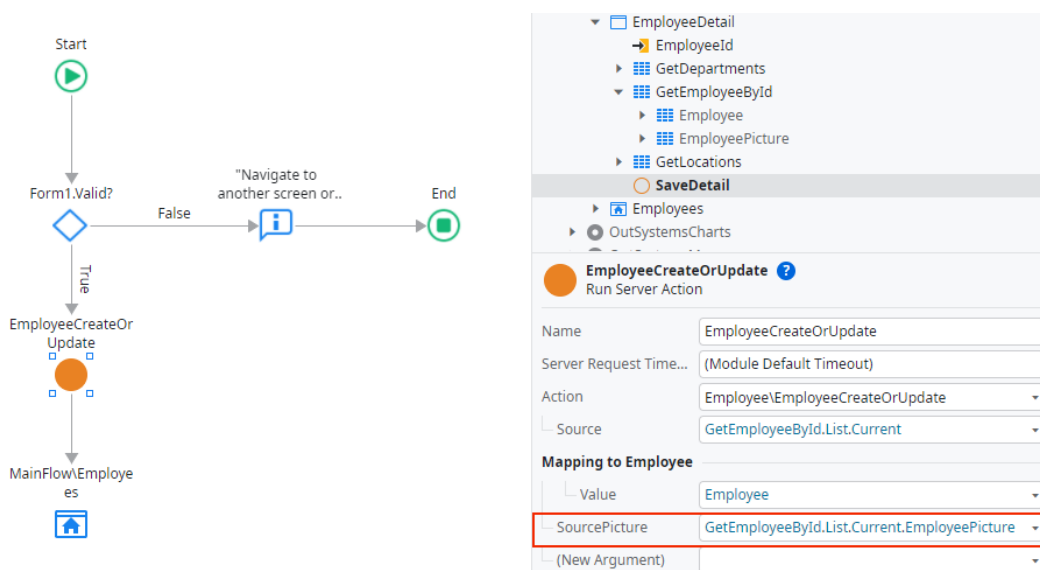 Start
Form1.Valid?
False
"Navigate to
another screen or..
End
True
EmployeeCreateOr
Update
MainFlow\Employe
es
EmployeeDetail
EmployeeId
GetDepartments
GetEmployeeById
Employee
EmployeePicture
GetLocations
SaveDetail
Employees
OutSystemsCharts
EmployeeCreateOrUpdate ?
Run Server Action
Name EmployeeCreateOrUpdate
Server Request Time... (Module Default Timeout)
Action Employee\EmployeeCreateOrUpdate
Source GetEmployeeById.List.Current
Mapping to Employee
Value Employee
SourcePicture GetEmployeeById.List.Current.EmployeePicture
(New Argument)